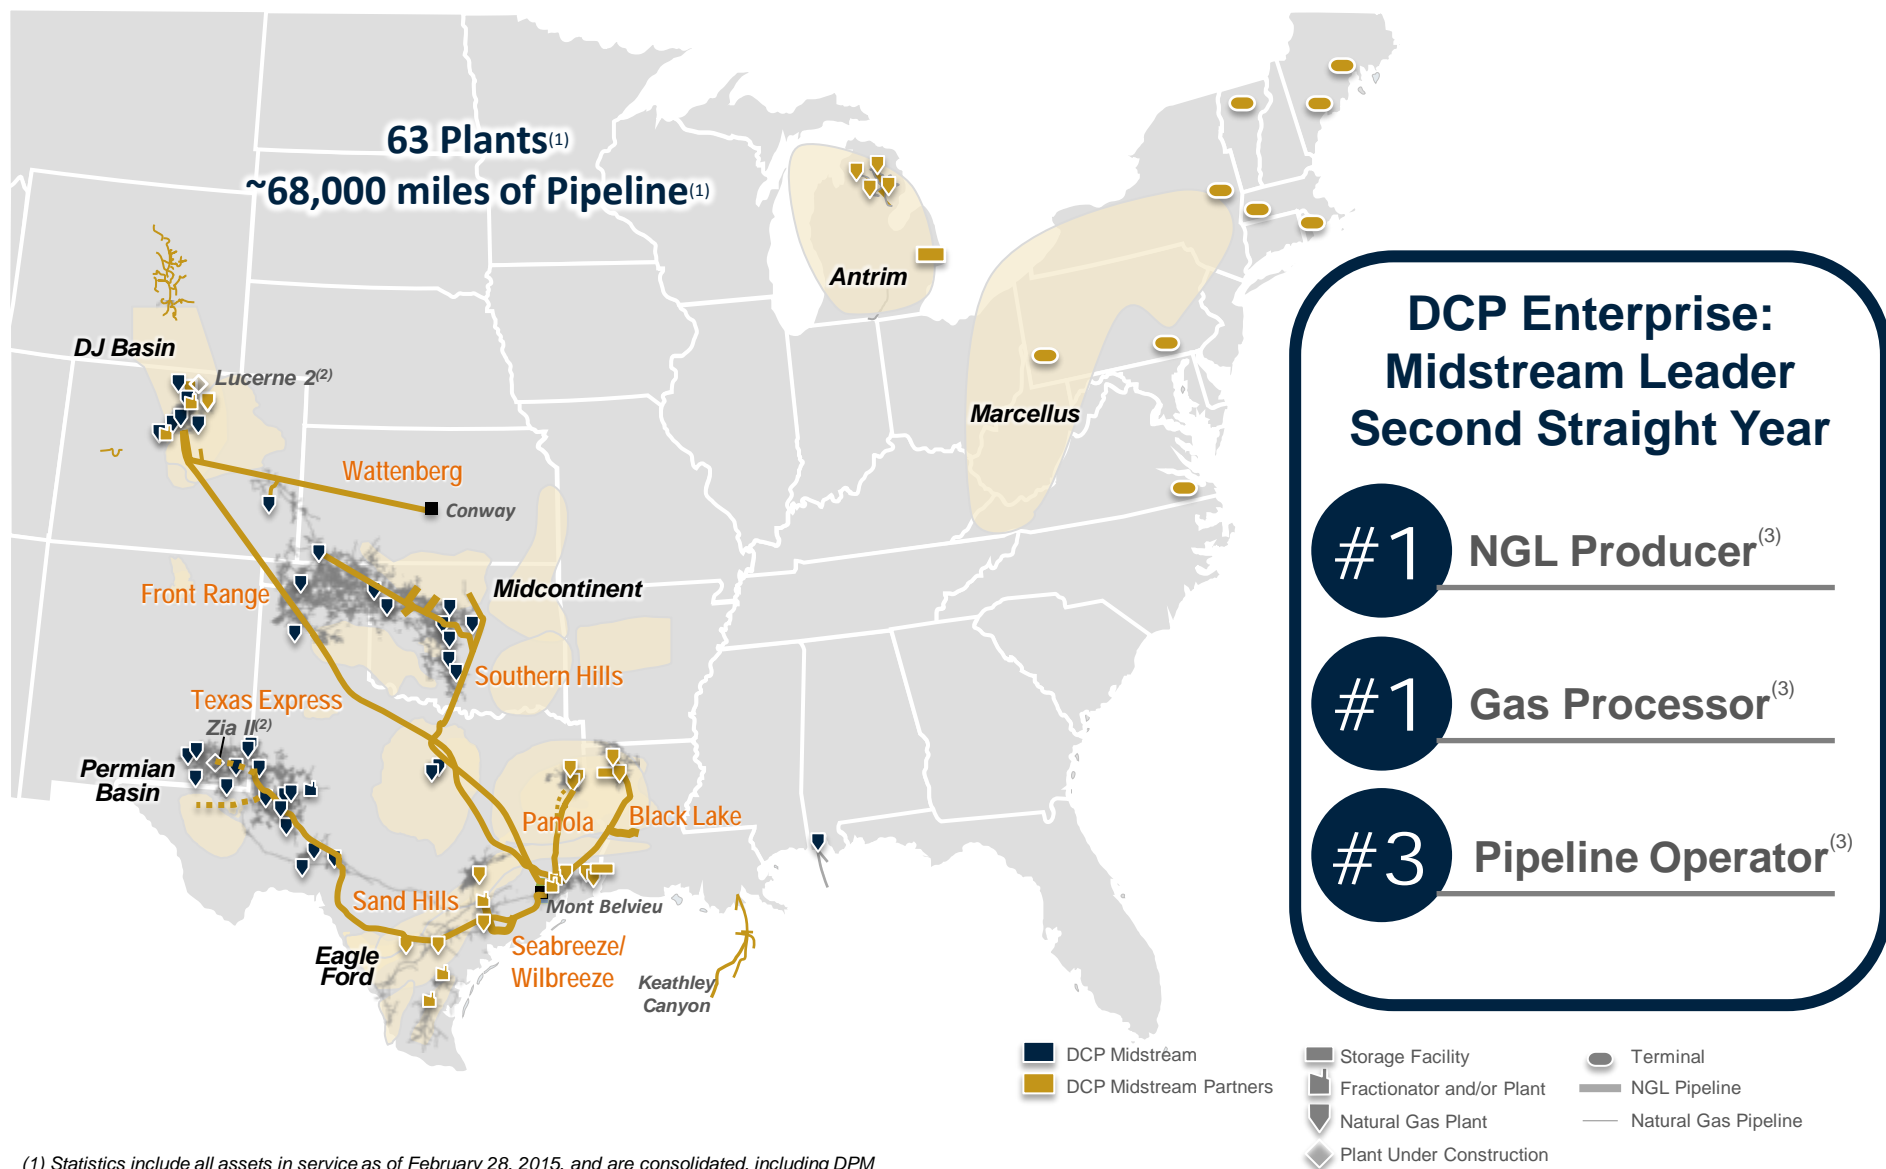 63 Plants(1)
~68,000 miles of Pipeline(1)
Antrim
DJ Basin
Lucerne 2(2)
Marcellus
Wattenberg
Conway
Front Range
Midcontinent
Southern Hills
Texas Express
Zia II(2)
Permian
Basin
Panola
Black Lake
Sand Hills
Mont Belvieu
Eagle
Ford
Seabreeze/
Wilbreeze
Keathley
Canyon
DCP Enterprise:
Midstream Leader
Second Straight Year
#1 NGL Producer(3)
#1 Gas Processor(3)
#3 Pipeline Operator(3)
DCP Midstream
DCP Midstream Partners
Storage Facility
Fractionator and/or Plant
Natural Gas Plant
Plant Under Construction
Terminal
NGL Pipeline
Natural Gas Pipeline
(1) Statistics include all assets in service as of February 28, 2015, and are consolidated, including DPM